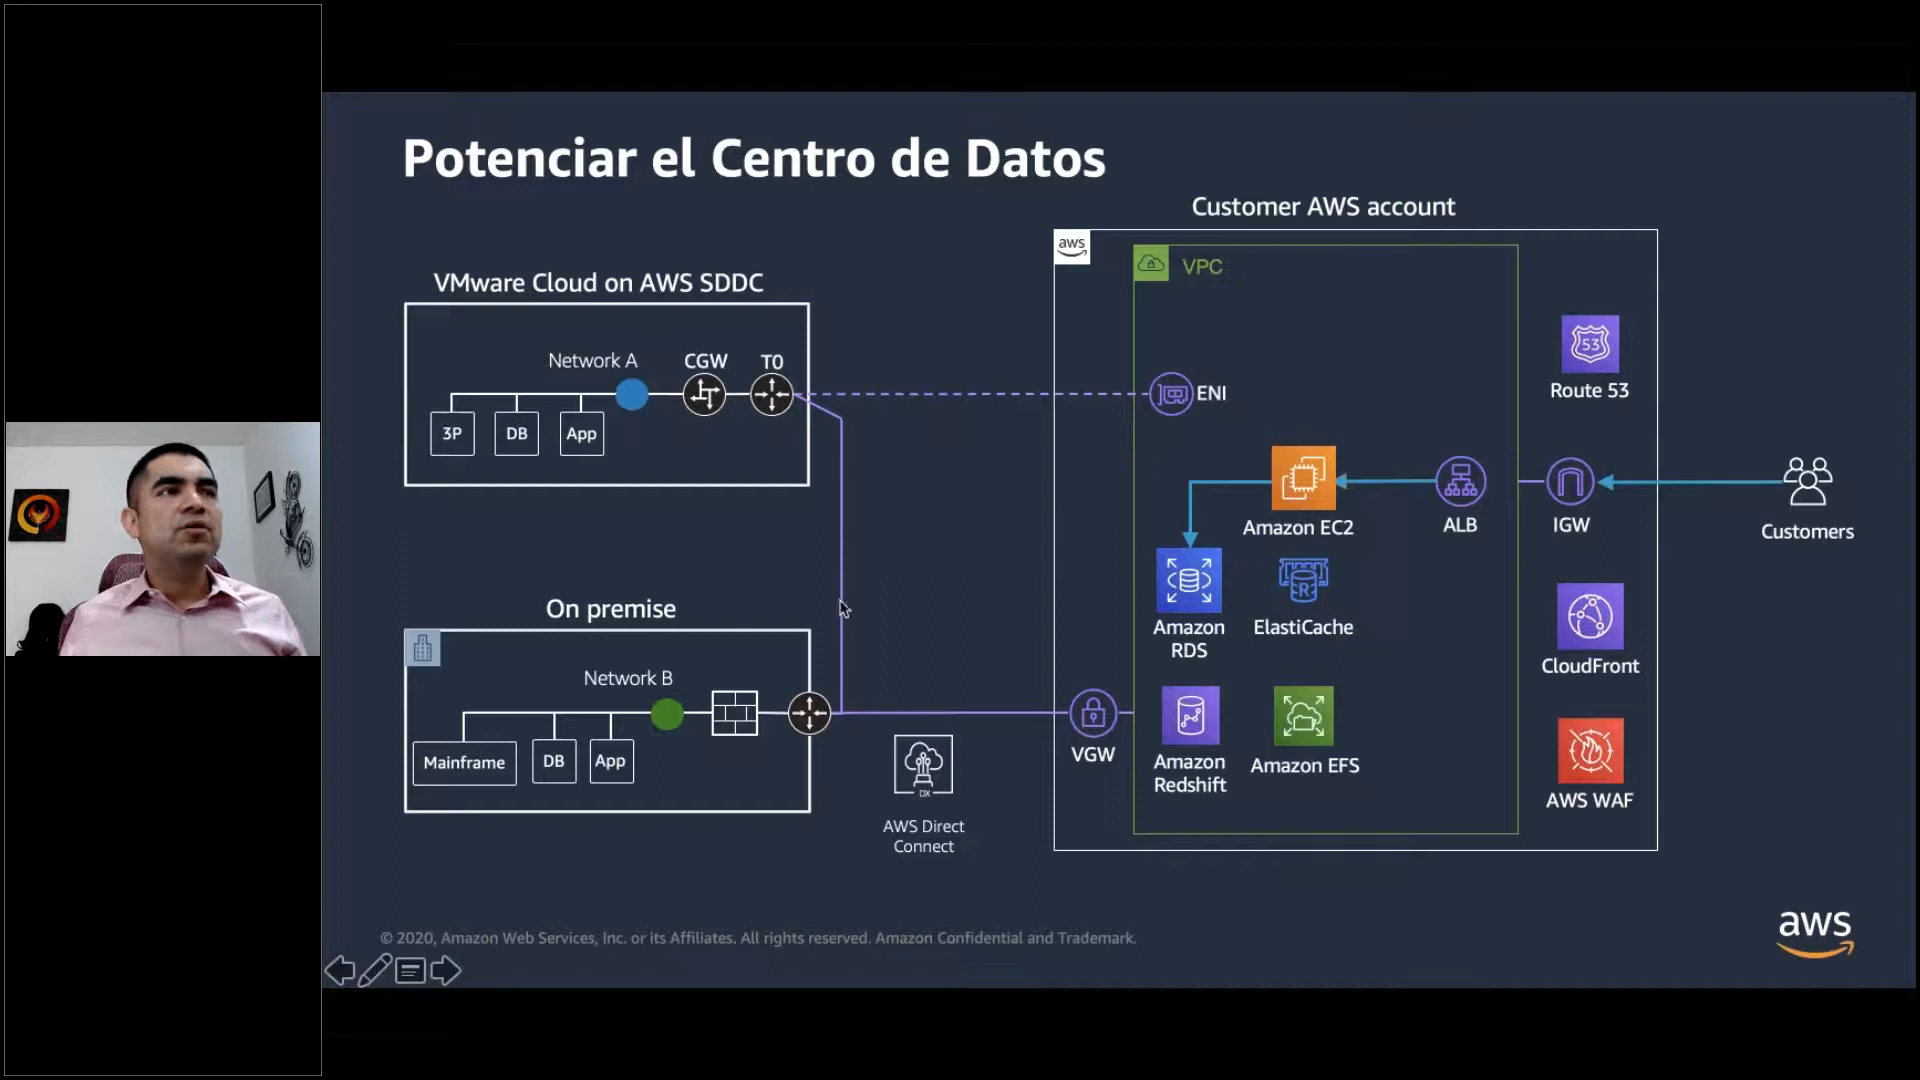 Potenciar el Centro de Datos
Customer AWS account
aws
VPC
VMware Cloud on AWS SDDC
Network A
CGW
T0
3P
DB
App
ENI
53
Route 53
Amazon EC2
ALB
IGW
Customers
On premise
Network B
Mainframe
DB
App
DX
AWS Direct
Connect
VGW
Amazon
RDS
R
ElastiCache
CloudFront
Amazon
Redshift
Amazon EFS
AWS WAF
© 2020, Amazon Web Services, Inc. or its Affiliates. All rights reserved. Amazon Confidential and Trademark.
aws